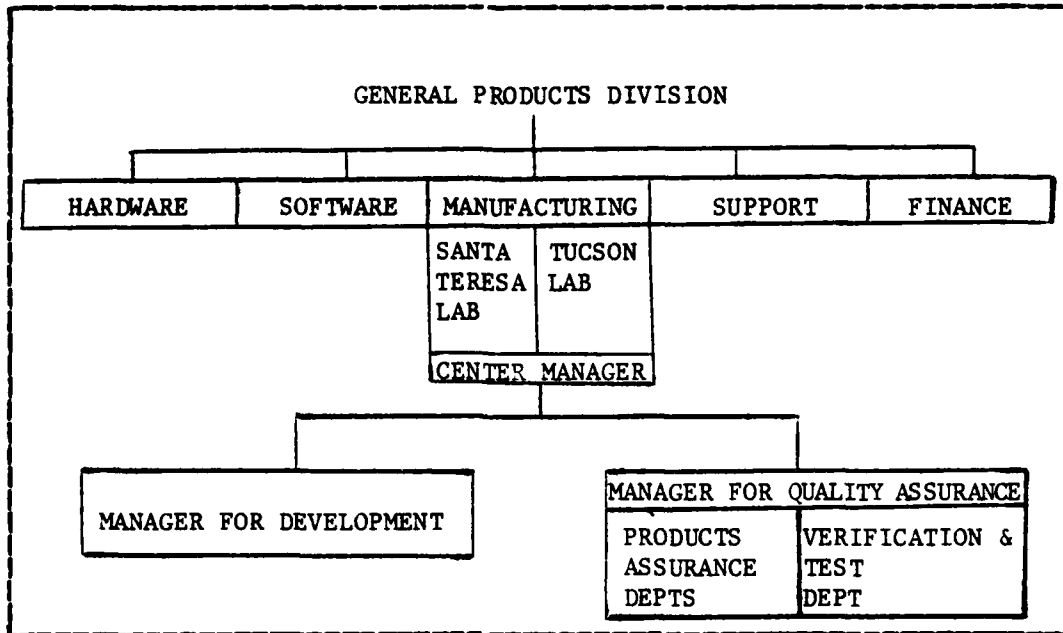 GENERAL PRODUCTS DIVISION
HARDWARE SOFTWARE MANUFACTURING SUPPORT FINANCE
SANTA
TERESA
LAB
TUCSON
LAB
CENTER MANAGER
MANAGER FOR DEVELOPMENT
MANAGER FOR QUALITY ASSURANCE
PRODUCTS
ASSURANCE
DEPTS
VERIFICATION &
TEST
DEPT